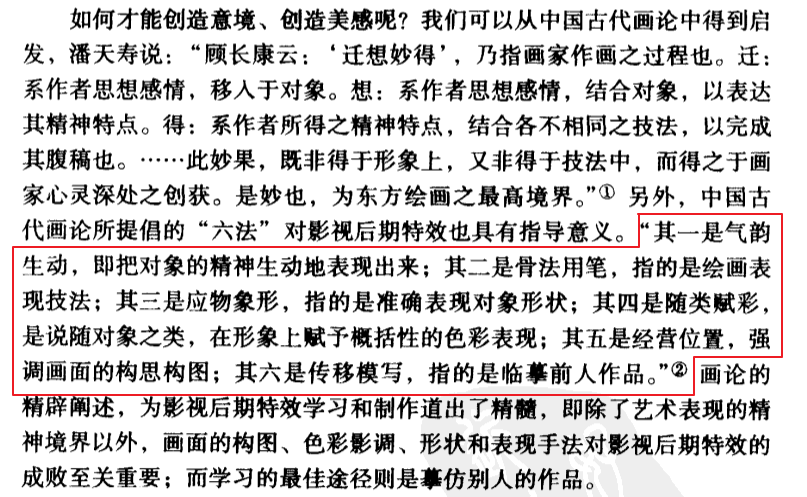 如何才能创造意境、创造美感呢？我们可以从中国古代画论中得到启
发，潘天寿说：“顾长康云：‘迁想妙得’，乃指画家作画之过程也。迁：
系作者思想感情，移入于对象。想：系作者思想感情，结合对象，以表达
其精神特点。得：系作者所得之精神特点，结合各不相同之技法，以完成
其腹稿也。……此妙果，既非得于形象上，又非得于技法中，而得之于画
家心灵深处之创获。是妙也，为东方绘画之最高境界。”① 另外，中国古
代画论所提倡的“六法”对影视后期特效也具有指导意义。“其一是气韵
生动，即把对象的精神生动地表现出来；其二是骨法用笔，指的是绘画表
现技法；其三是应物象形，指的是准确表现对象形状；其四是随类赋彩，
是说随对象之类，在形象上赋予概括性的色彩表现；其五是经营位置，强
调画面的构思构图；其六是传移模写，指的是临摹前人作品。”② 画论的
精辟阐述，为影视后期特效学习和制作道出了精髓，即除了艺术表现的精
神境界以外，画面的构图、色彩影调、形状和表现手法对影视后期特效的
成败至关重要；而学习的最佳途径则是摹仿别人的作品。